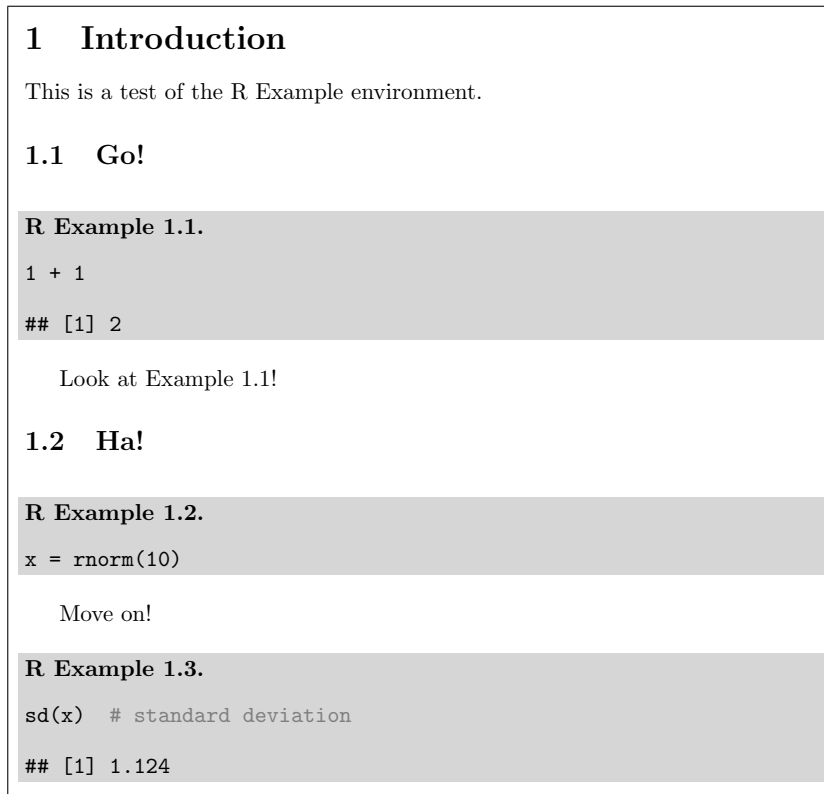 1 Introduction
This is a test of the R Example environment.
1.1 Go!
R Example 1.1.
1 + 1
## [1] 2
Look at Example 1.1!
1.2 Ha!
R Example 1.2.
x = rnorm(10)
Move on!
R Example 1.3.
sd(x)  # standard deviation
## [1] 1.124